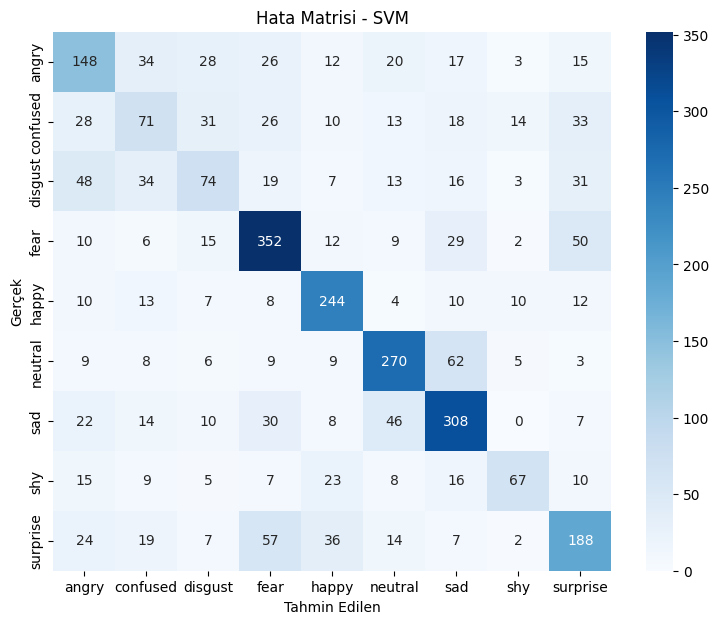 Hata Matrisi - SVM
Gerçek
angry 148 34 28 26 12 20 17 3 15
confused 28 71 31 26 10 13 18 14 33
disgust 48 34 74 19 7 13 16 3 31
fear 10 6 15 352 12 9 29 2 50
happy 10 13 7 8 244 4 10 10 12
neutral 9 8 6 9 9 270 62 5 3
sad 22 14 10 30 8 46 308 0 7
shy 15 9 5 7 23 8 16 67 10
surprise 24 19 7 57 36 14 7 2 188
angry confused disgust fear happy neutral sad shy surprise
Tahmin Edilen
350
300
250
200
150
100
50
0